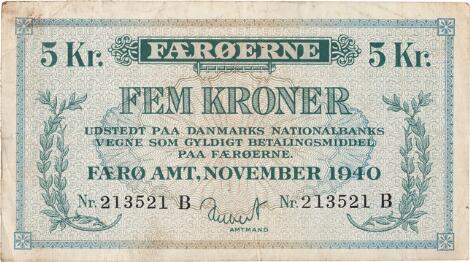 5 Kr. FÆRØERNE 5 Kr.
FEM KRONER
UDSTEDT PAA DANMARKS NATIONALBANKS
VEGNE SOM GYLDIGT BETALINGSMIDDEL
PAA FÆRØERNE.
FÆRØ AMT, NOVEMBER 1940
Nr. 213521 B Nr. 213521 B
AMTMAND